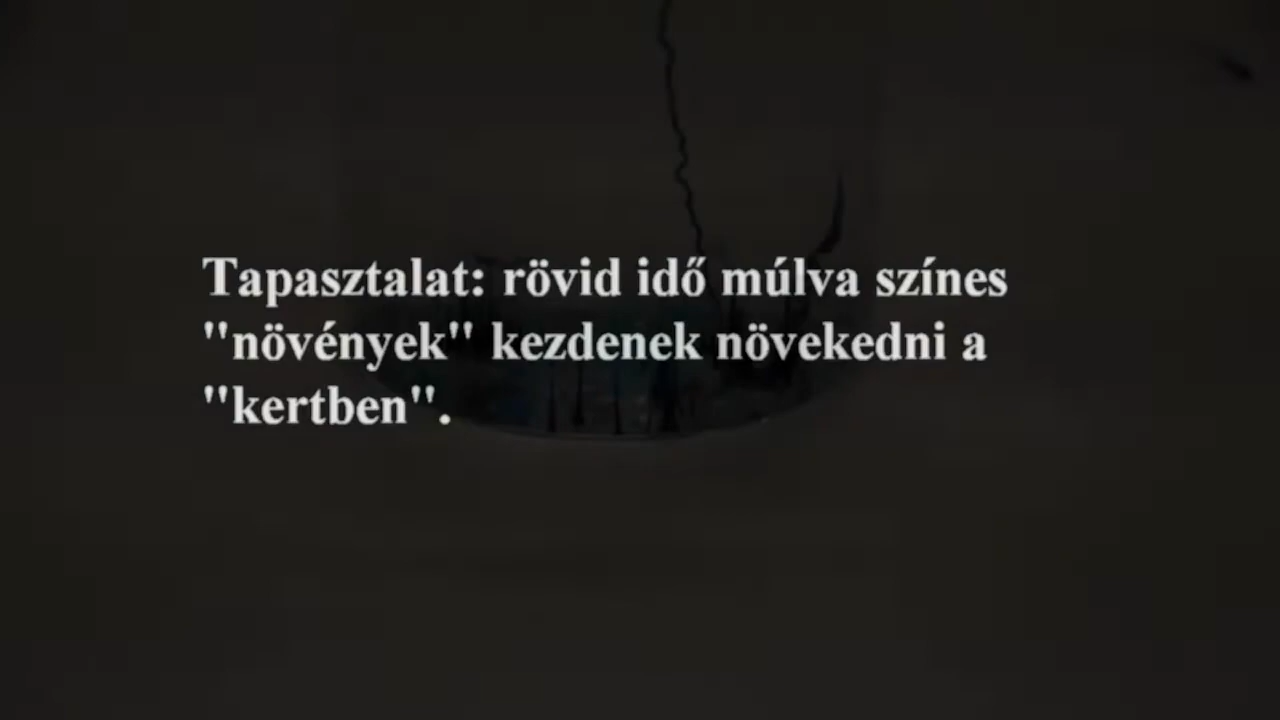 Tapasztalat: rövid idő múlva színes
"növények" kezdenek növekedni a
"kertben".